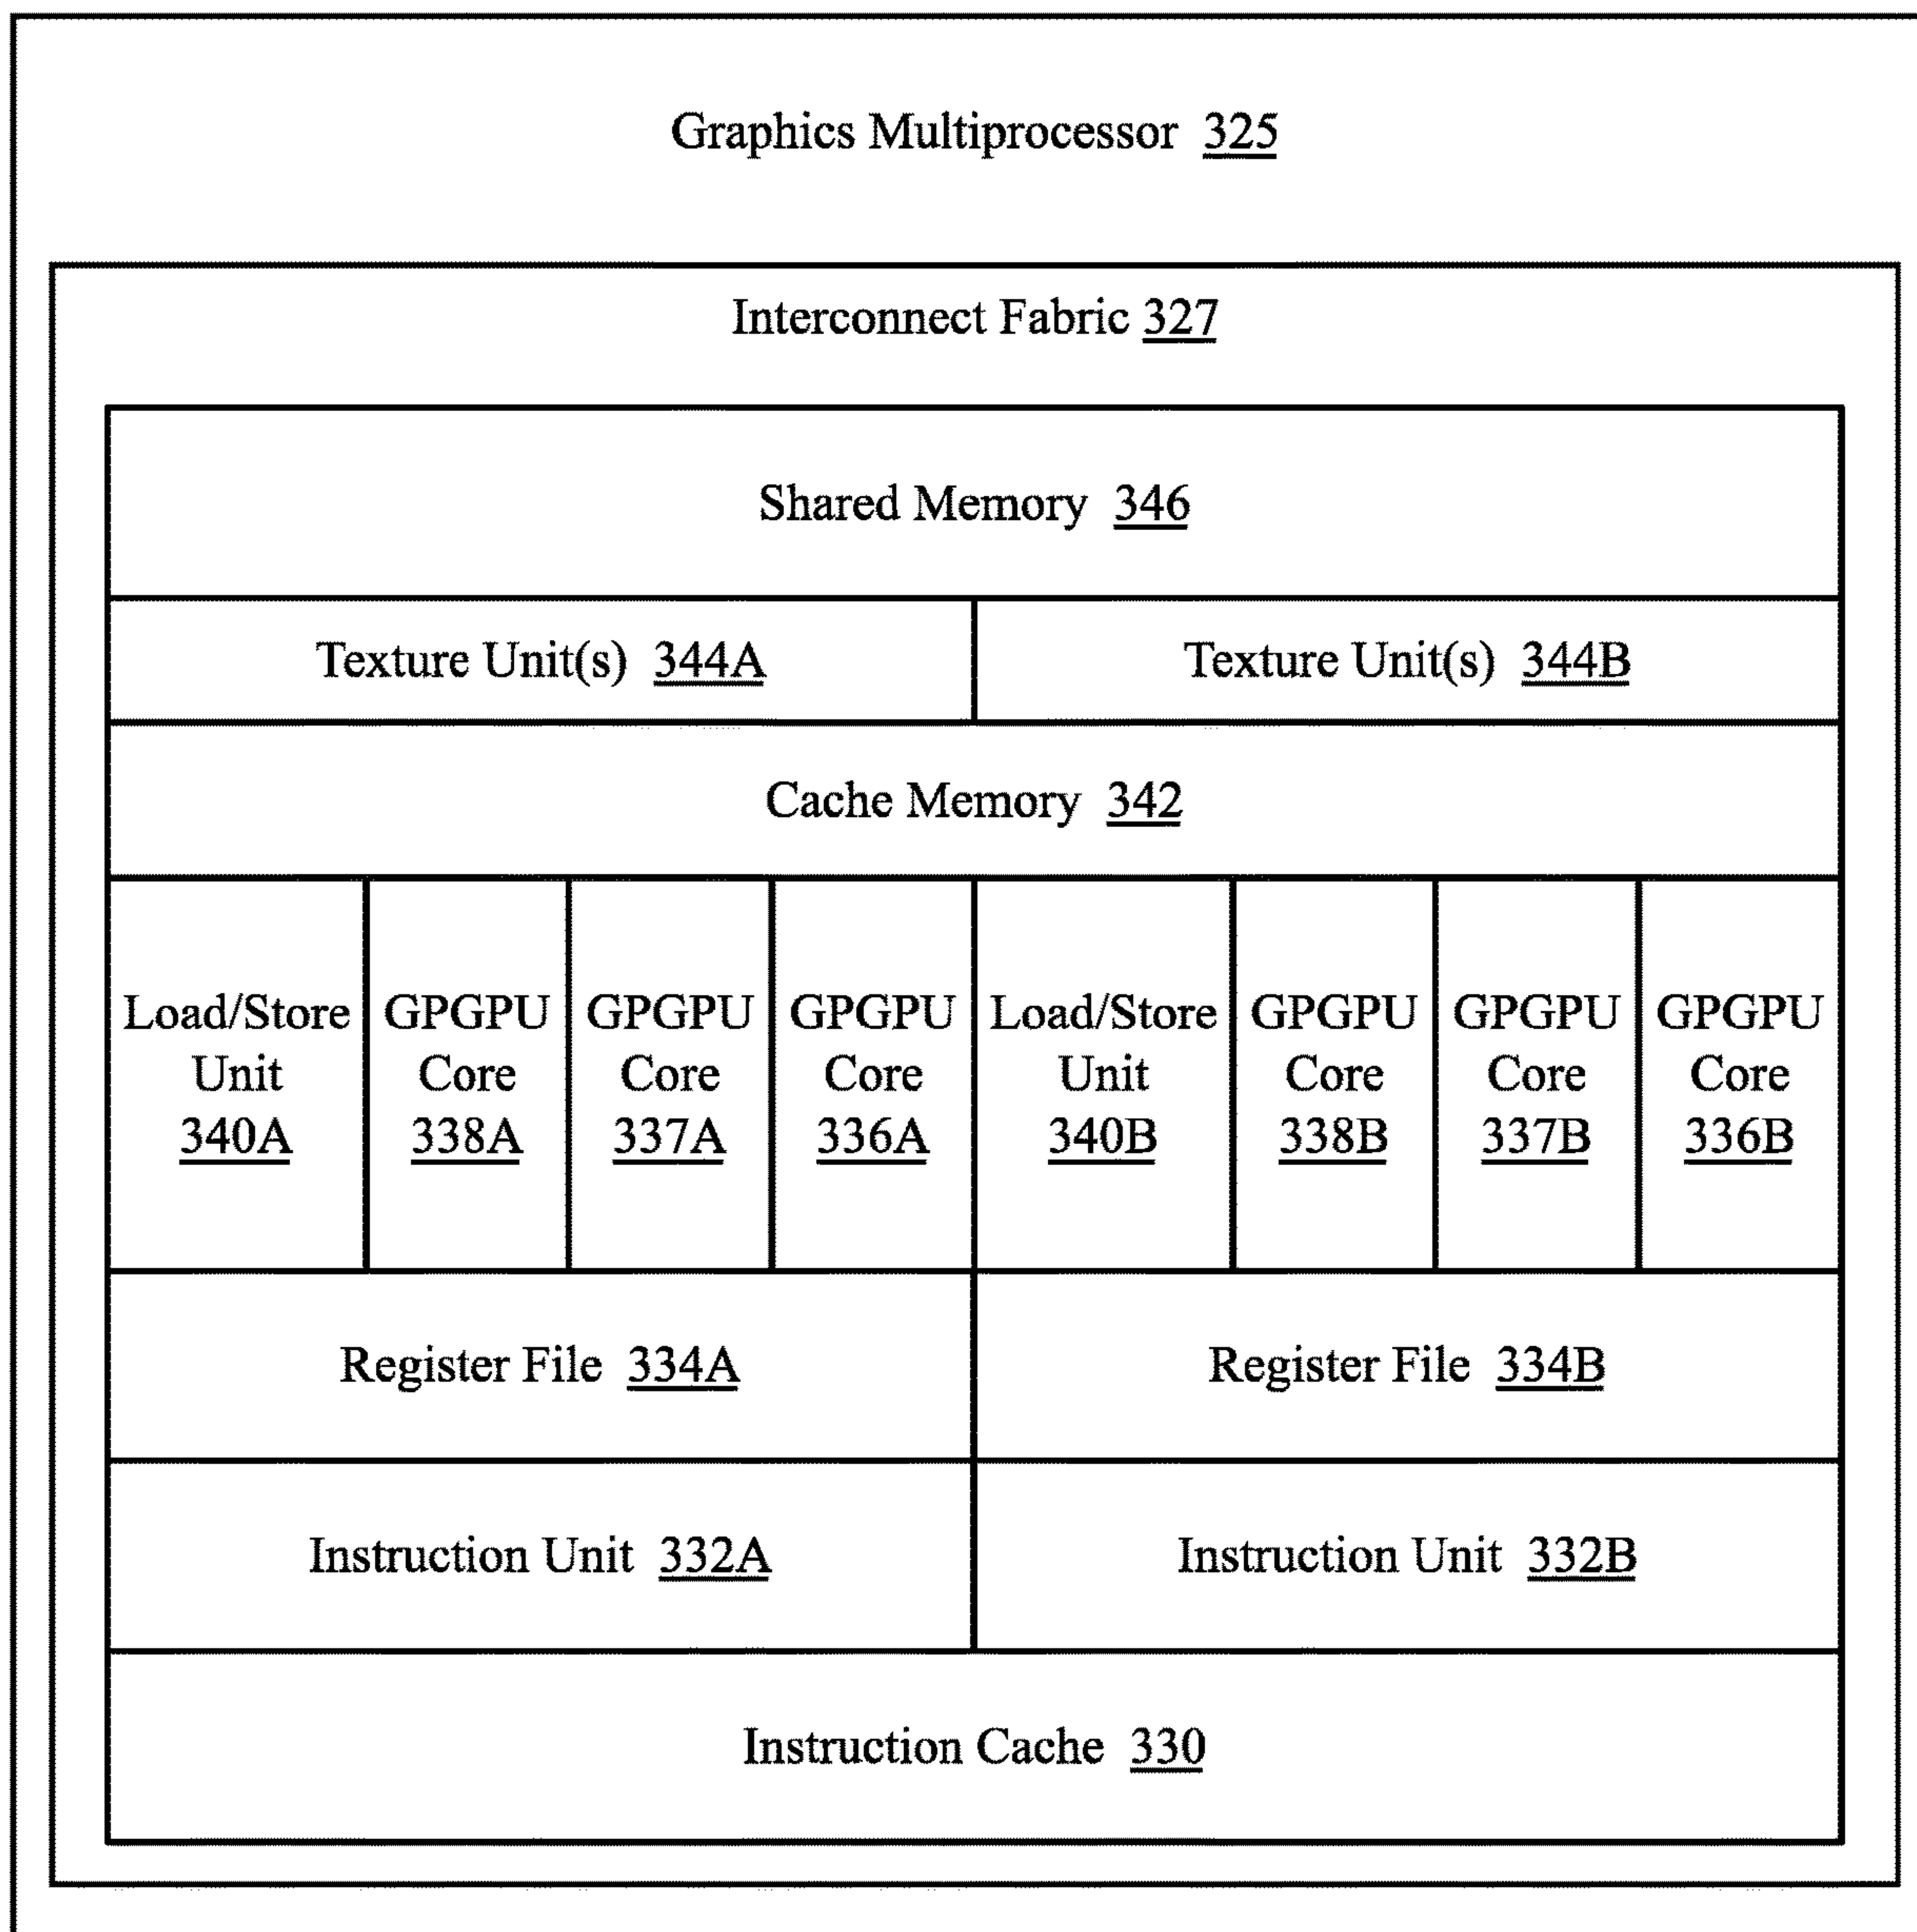 Graphics Multiprocessor 325
Interconnect Fabric 327
Shared Memory 346
Texture Unit(s) 344A
Texture Unit(s) 344B
Cache Memory 342
Load/Store
Unit
340A
GPGPU
Core
338A
GPGPU
Core
337A
GPGPU
Core
336A
Load/Store
Unit
340B
GPGPU
Core
338B
GPGPU
Core
337B
GPGPU
Core
336B
Register File 334A
Register File 334B
Instruction Unit 332A
Instruction Unit 332B
Instruction Cache 330